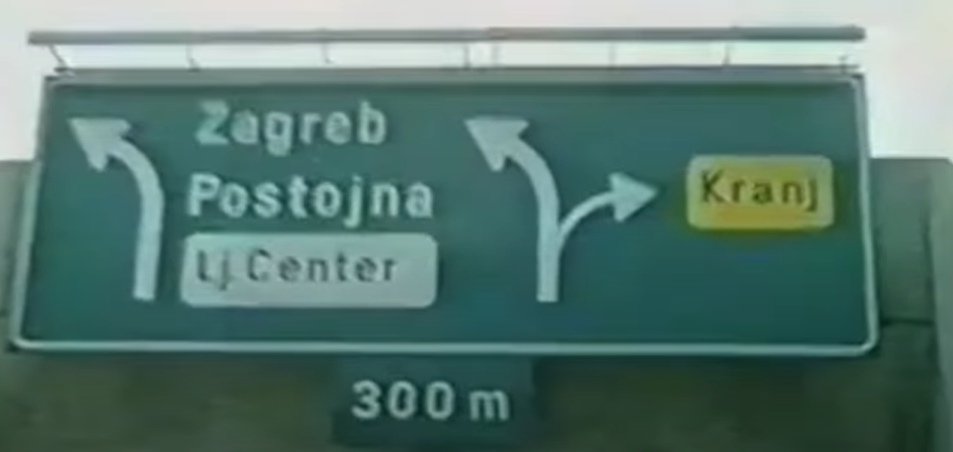 Zagreb
Postojna
Lj. Center
Kranj
300 m